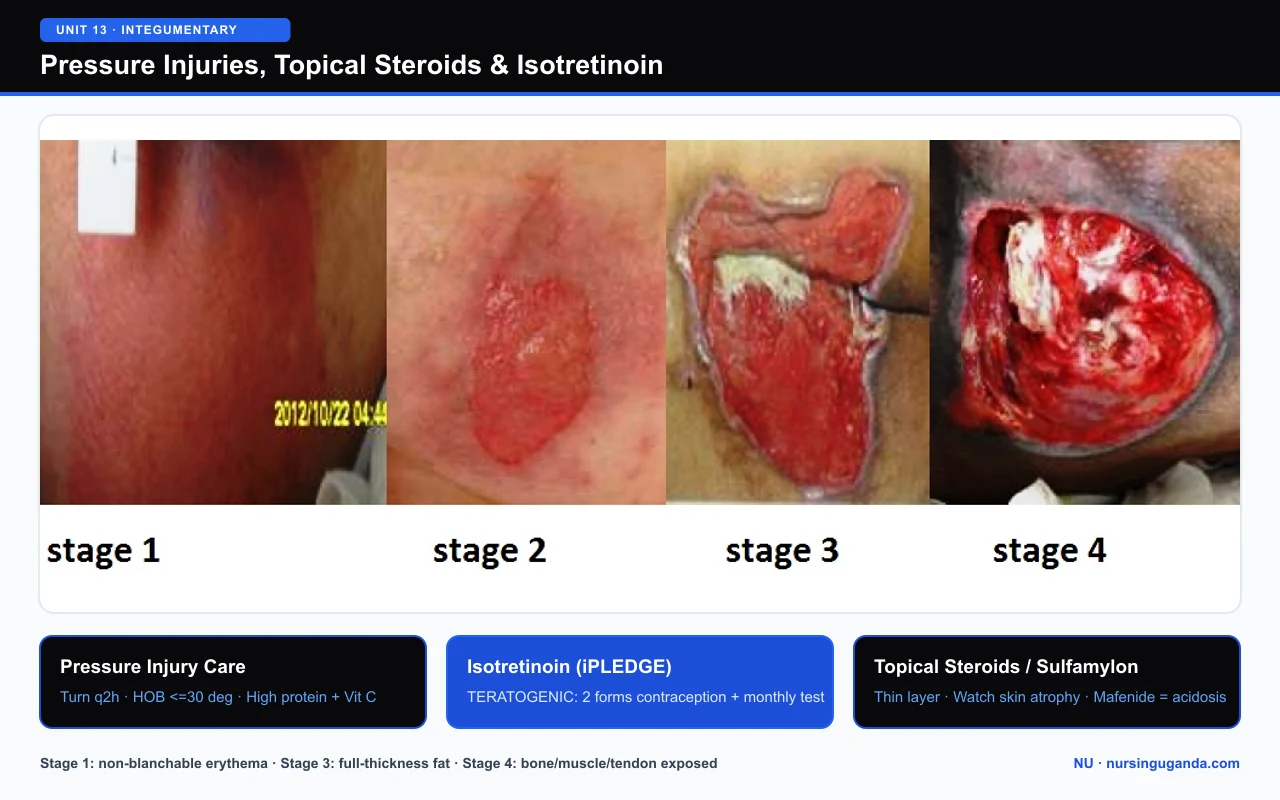 UNIT 13 · INTEGUMENTARY
Pressure Injuries, Topical Steroids & Isotretinoin
2012/10/22 04:44
stage 1
stage 2
stage 3
stage 4
Pressure Injury Care
Turn q2h · HOB <=30 deg · High protein + Vit C
Isotretinoin (iPLEDGE)
TERATOGENIC: 2 forms contraception + monthly test
Topical Steroids / Sulfamylon
Thin layer · Watch skin atrophy · Mafenide = acidosis
Stage 1: non-blanchable erythema · Stage 3: full-thickness fat · Stage 4: bone/muscle/tendon exposed
NU · nursinguganda.com